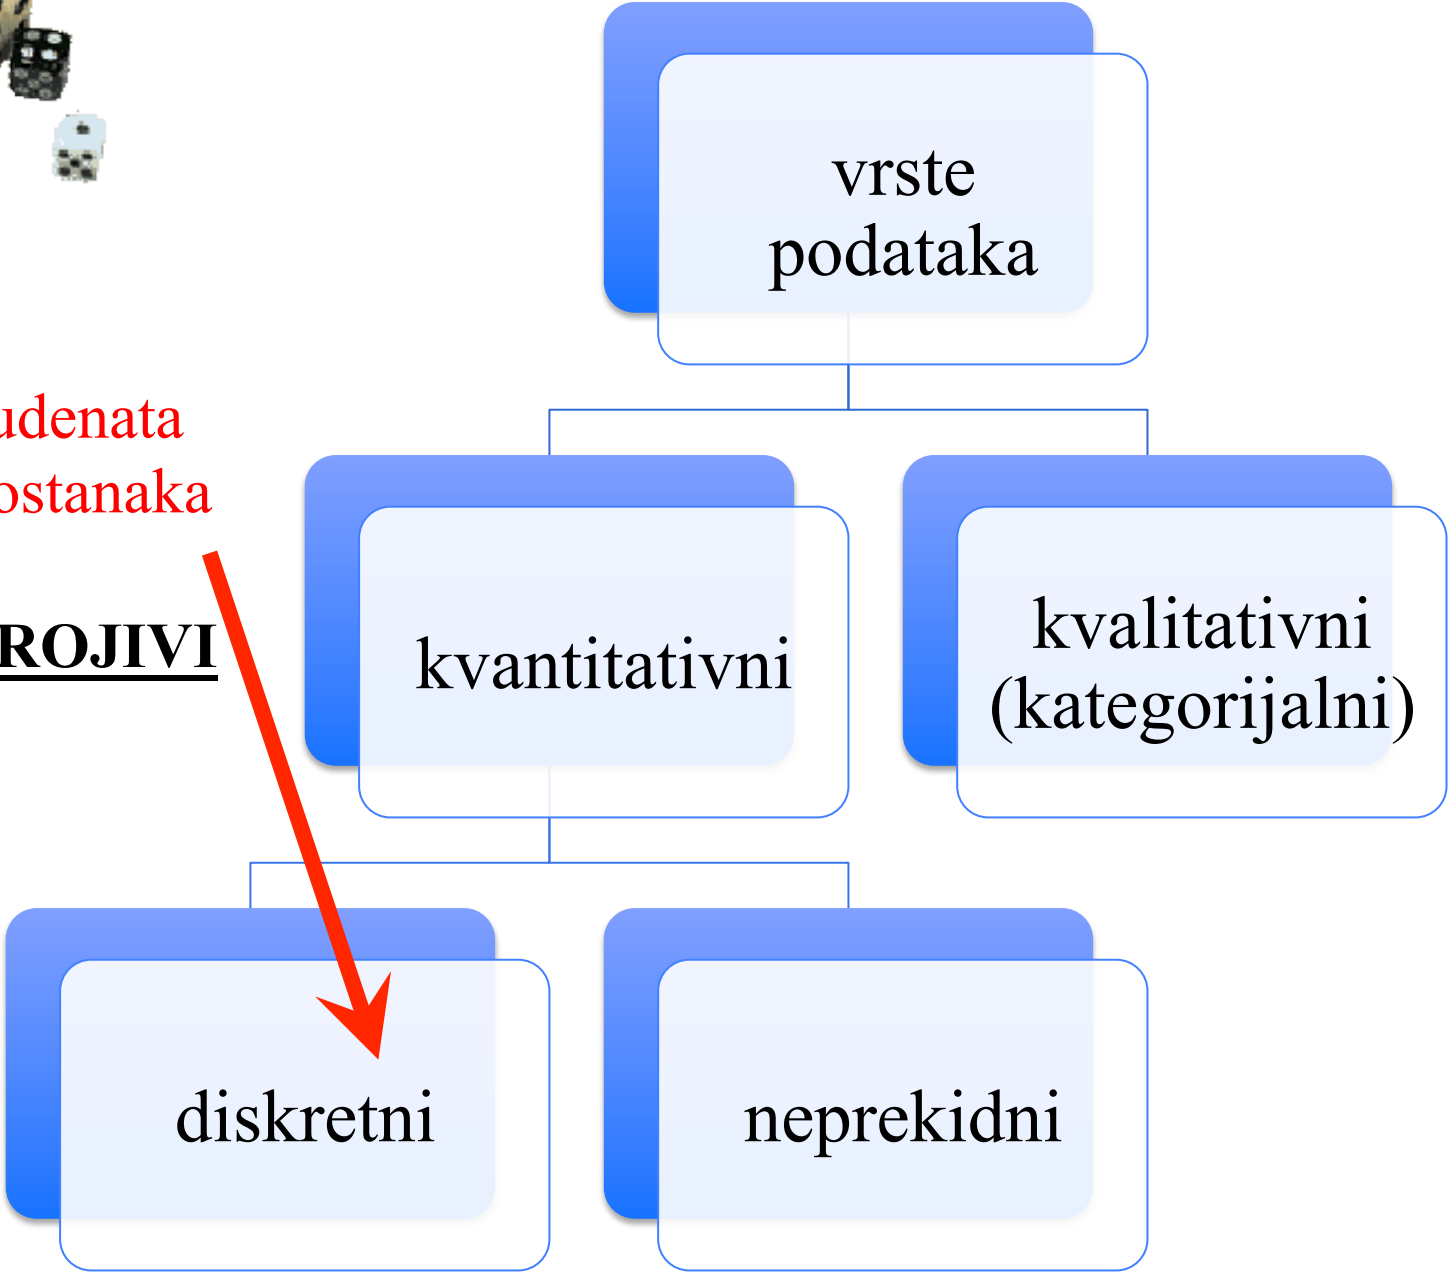 vrste
podataka
udenata
ostanaka
ROJIVI
kvantitativni
kvalitativni
(kategorijalni)
diskretni
neprekidni